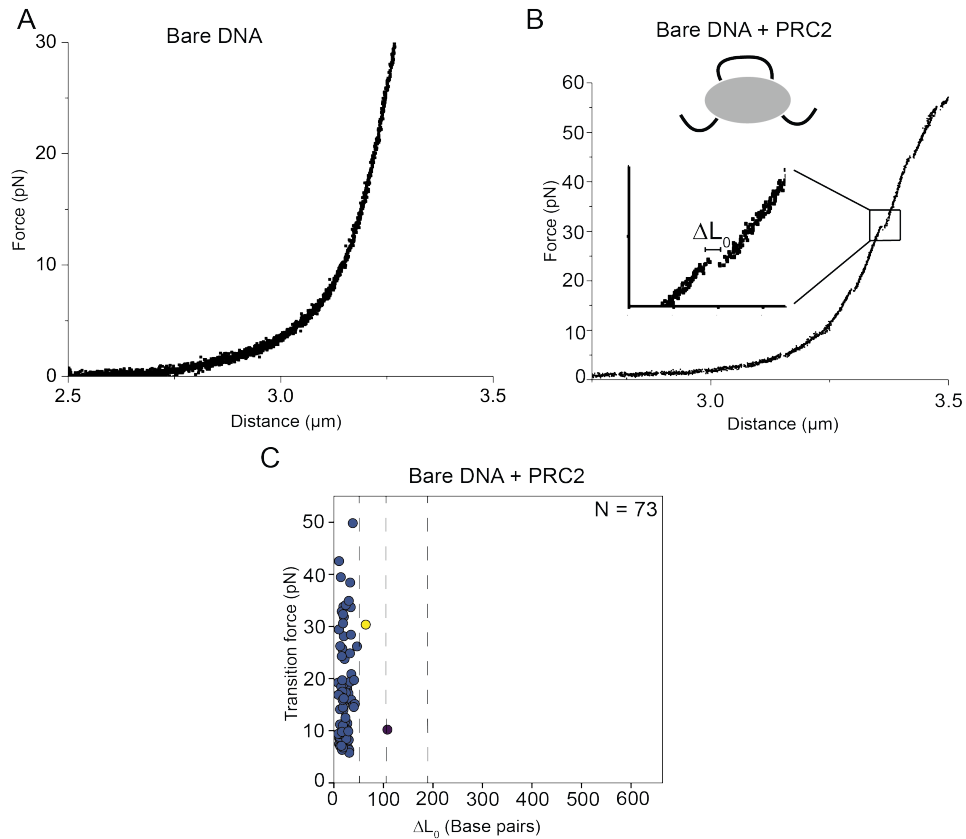 A
Bare DNA
30
20
10
0
Force (pN)
2.5 3.0 3.5
Distance (µm)
B
Bare DNA + PRC2
60
50
40
30
20
10
0
Force (pN)
ΔL0
3.0 3.5
Distance (µm)
C
Bare DNA + PRC2
N = 73
50
40
30
20
10
0
Transition force (pN)
0 100 200 300 400 500 600
ΔL0 (Base pairs)